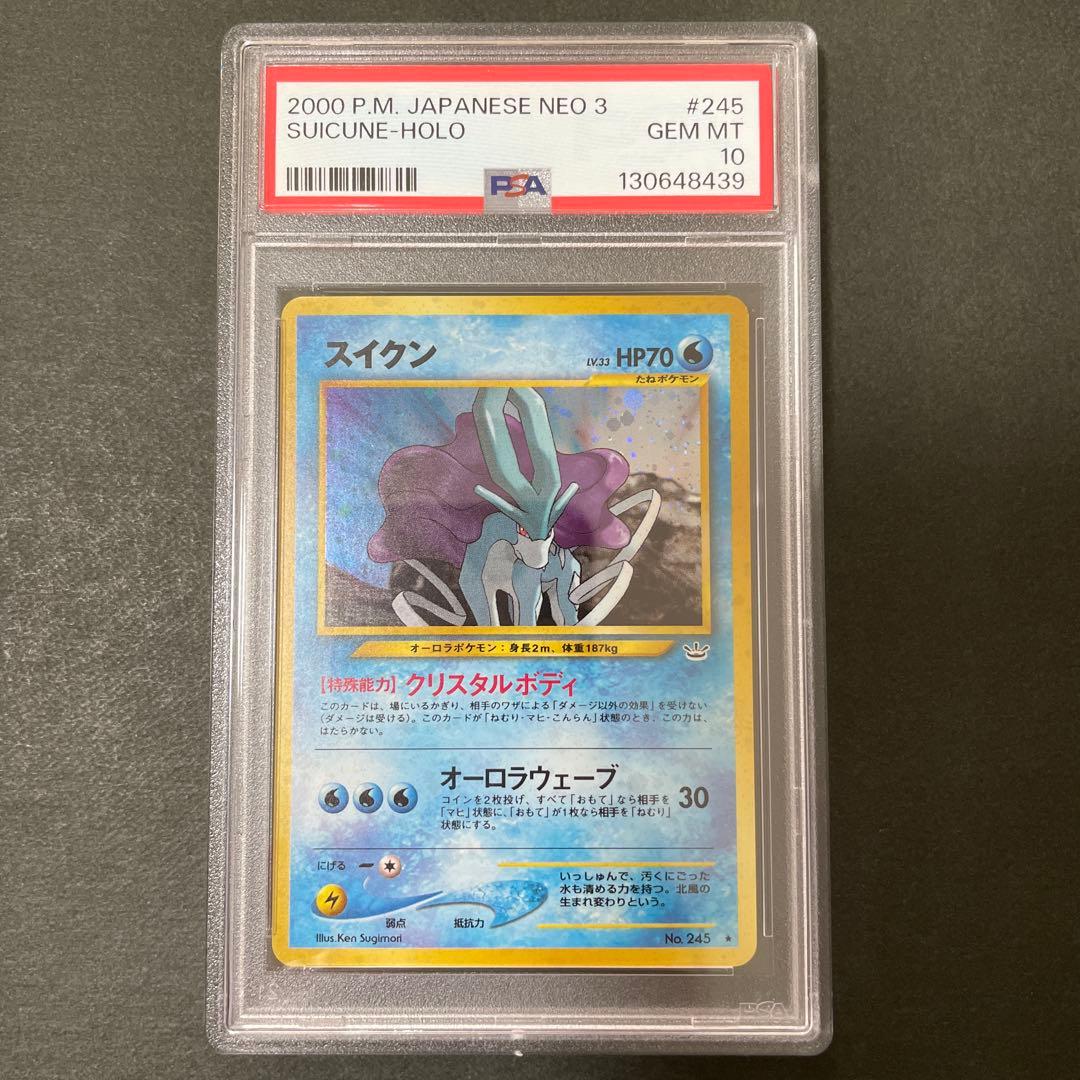 2000 P.M. JAPANESE NEO 3 #245
SUICUNE-HOLO GEM MT
10
PSA 130648439
スイクン LV.33 HP70
たねポケモン
オーロラポケモン：身長2m、体重187kg
【特殊能力】クリスタルボディ
このカードは、場にいるかぎり、相手のワザによる「ダメージ以外の効果」を受けない
（ダメージは受ける）。このカードが「ねむり・マヒ・こんらん」状態のとき、この力は、
はたらかない。
オーロラウェーブ 30
コインを2枚投げ、すべて「おもて」なら相手を
「マヒ」状態に、「おもて」が1枚なら相手を「ねむり」
状態にする。
にげる
弱点 抵抗力
いっしゅんで、汚くにごった
水も清める力を持つ。北風の
生まれ変わりという。
Illus.Ken Sugimori No. 245 ★
PSA